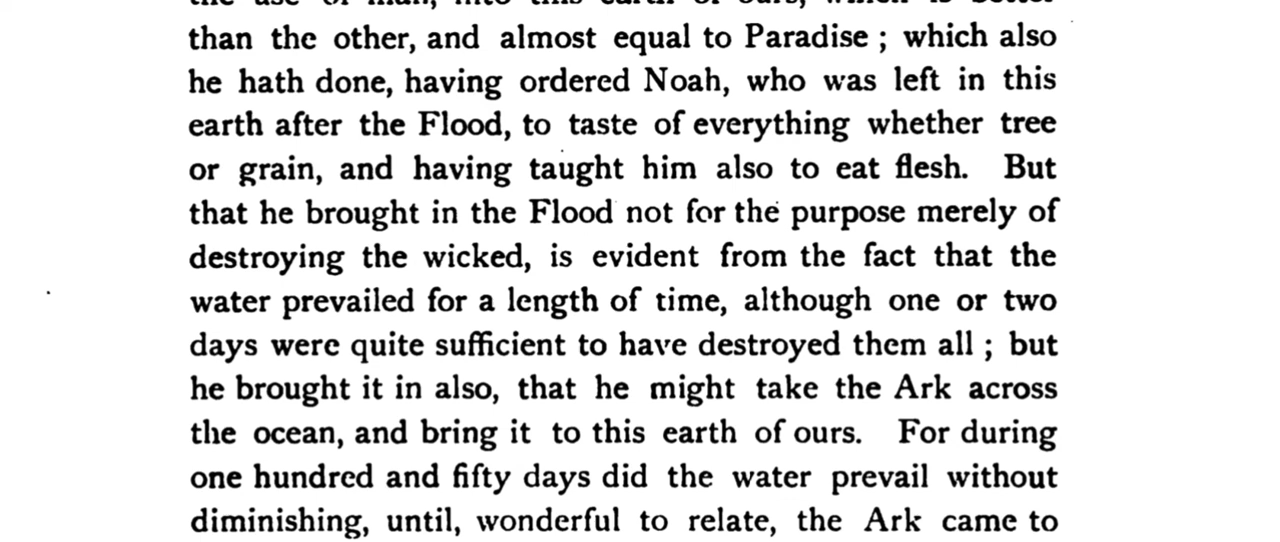 than the other, and almost equal to Paradise ; which also
he hath done, having ordered Noah, who was left in this
earth after the Flood, to taste of everything whether tree
or grain, and having taught him also to eat flesh. But
that he brought in the Flood not for the purpose merely of
destroying the wicked, is evident from the fact that the
water prevailed for a length of time, although one or two
days were quite sufficient to have destroyed them all ; but
he brought it in also, that he might take the Ark across
the ocean, and bring it to this earth of ours. For during
one hundred and fifty days did the water prevail without
diminishing, until, wonderful to relate, the Ark came to